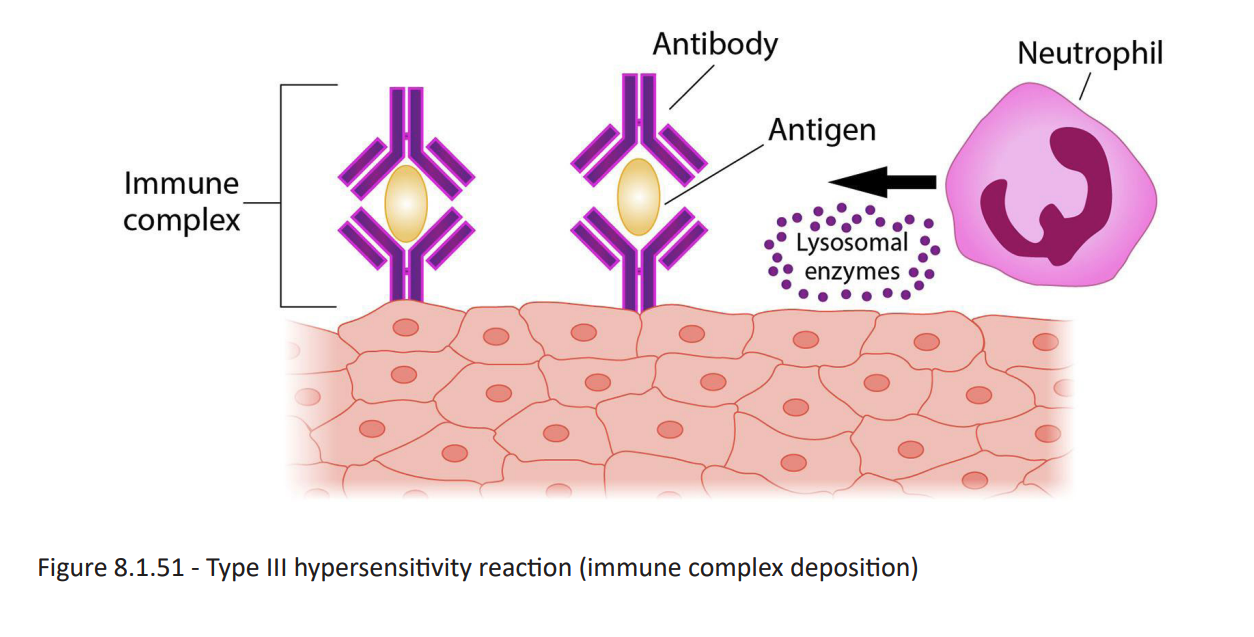 Antibody
Neutrophil
Antigen
Immune
complex
Lysosomal
enzymes
Figure 8.1.51 - Type III hypersensitivity reaction (immune complex deposition)